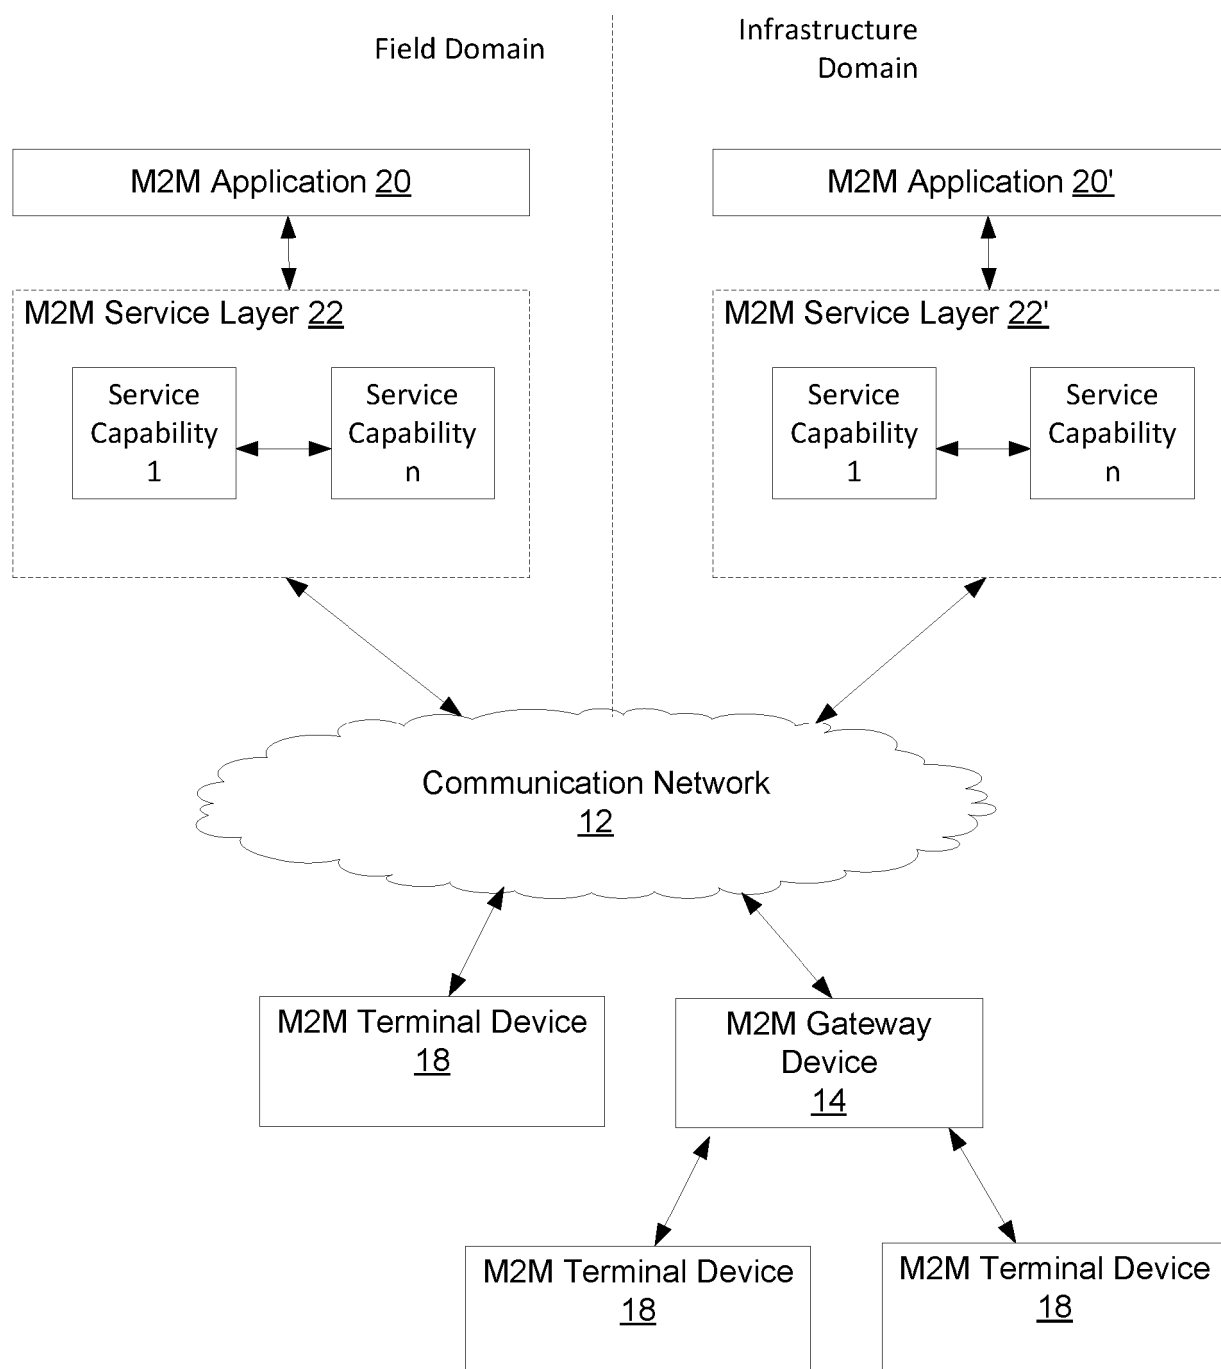 Field Domain
Infrastructure
Domain
M2M Application 20
M2M Application 20'
M2M Service Layer 22
Service
Capability
1
Service
Capability
n
M2M Service Layer 22'
Service
Capability
1
Service
Capability
n
Communication Network
12
M2M Terminal Device
18
M2M Gateway
Device
14
M2M Terminal Device
18
M2M Terminal Device
18